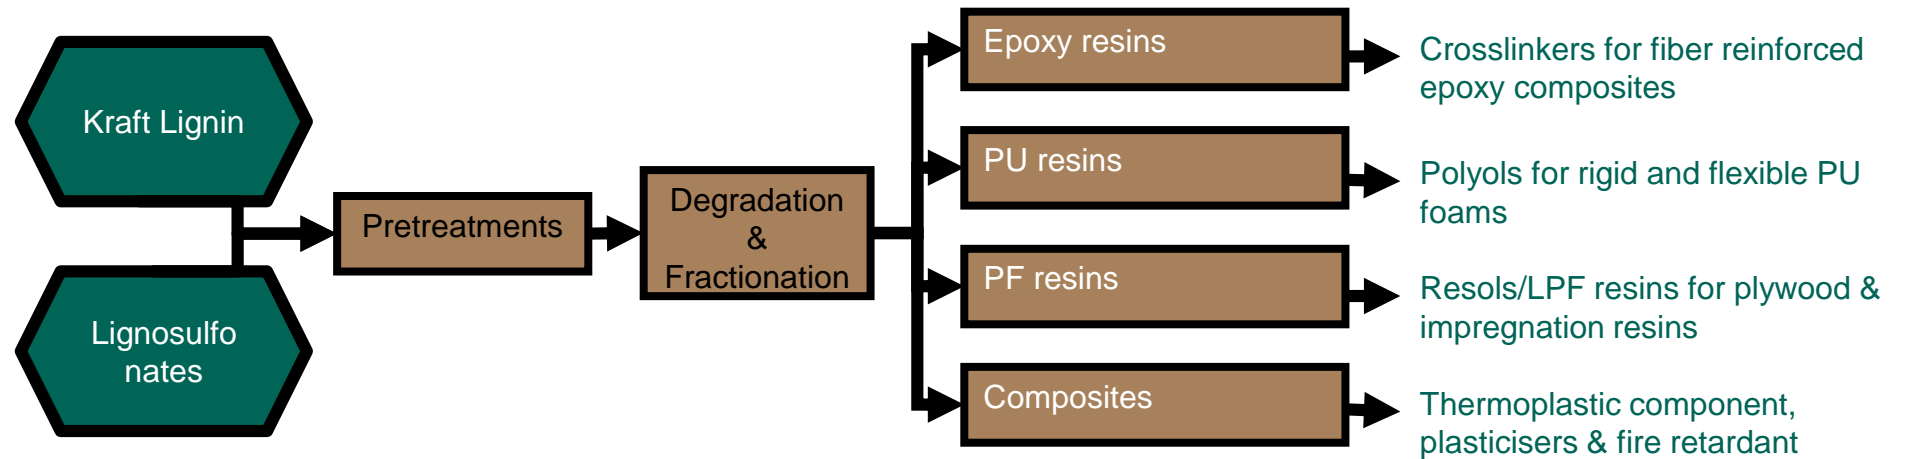 Kraft Lignin
Lignosulfo
nates
Pretreatments
Degradation
&
Fractionation
Epoxy resins
PU resins
PF resins
Composites
Crosslinkers for fiber reinforced
epoxy composites
Polyols for rigid and flexible PU
foams
Resols/LPF resins for plywood &
impregnation resins
Thermoplastic component,
plasticisers & fire retardant